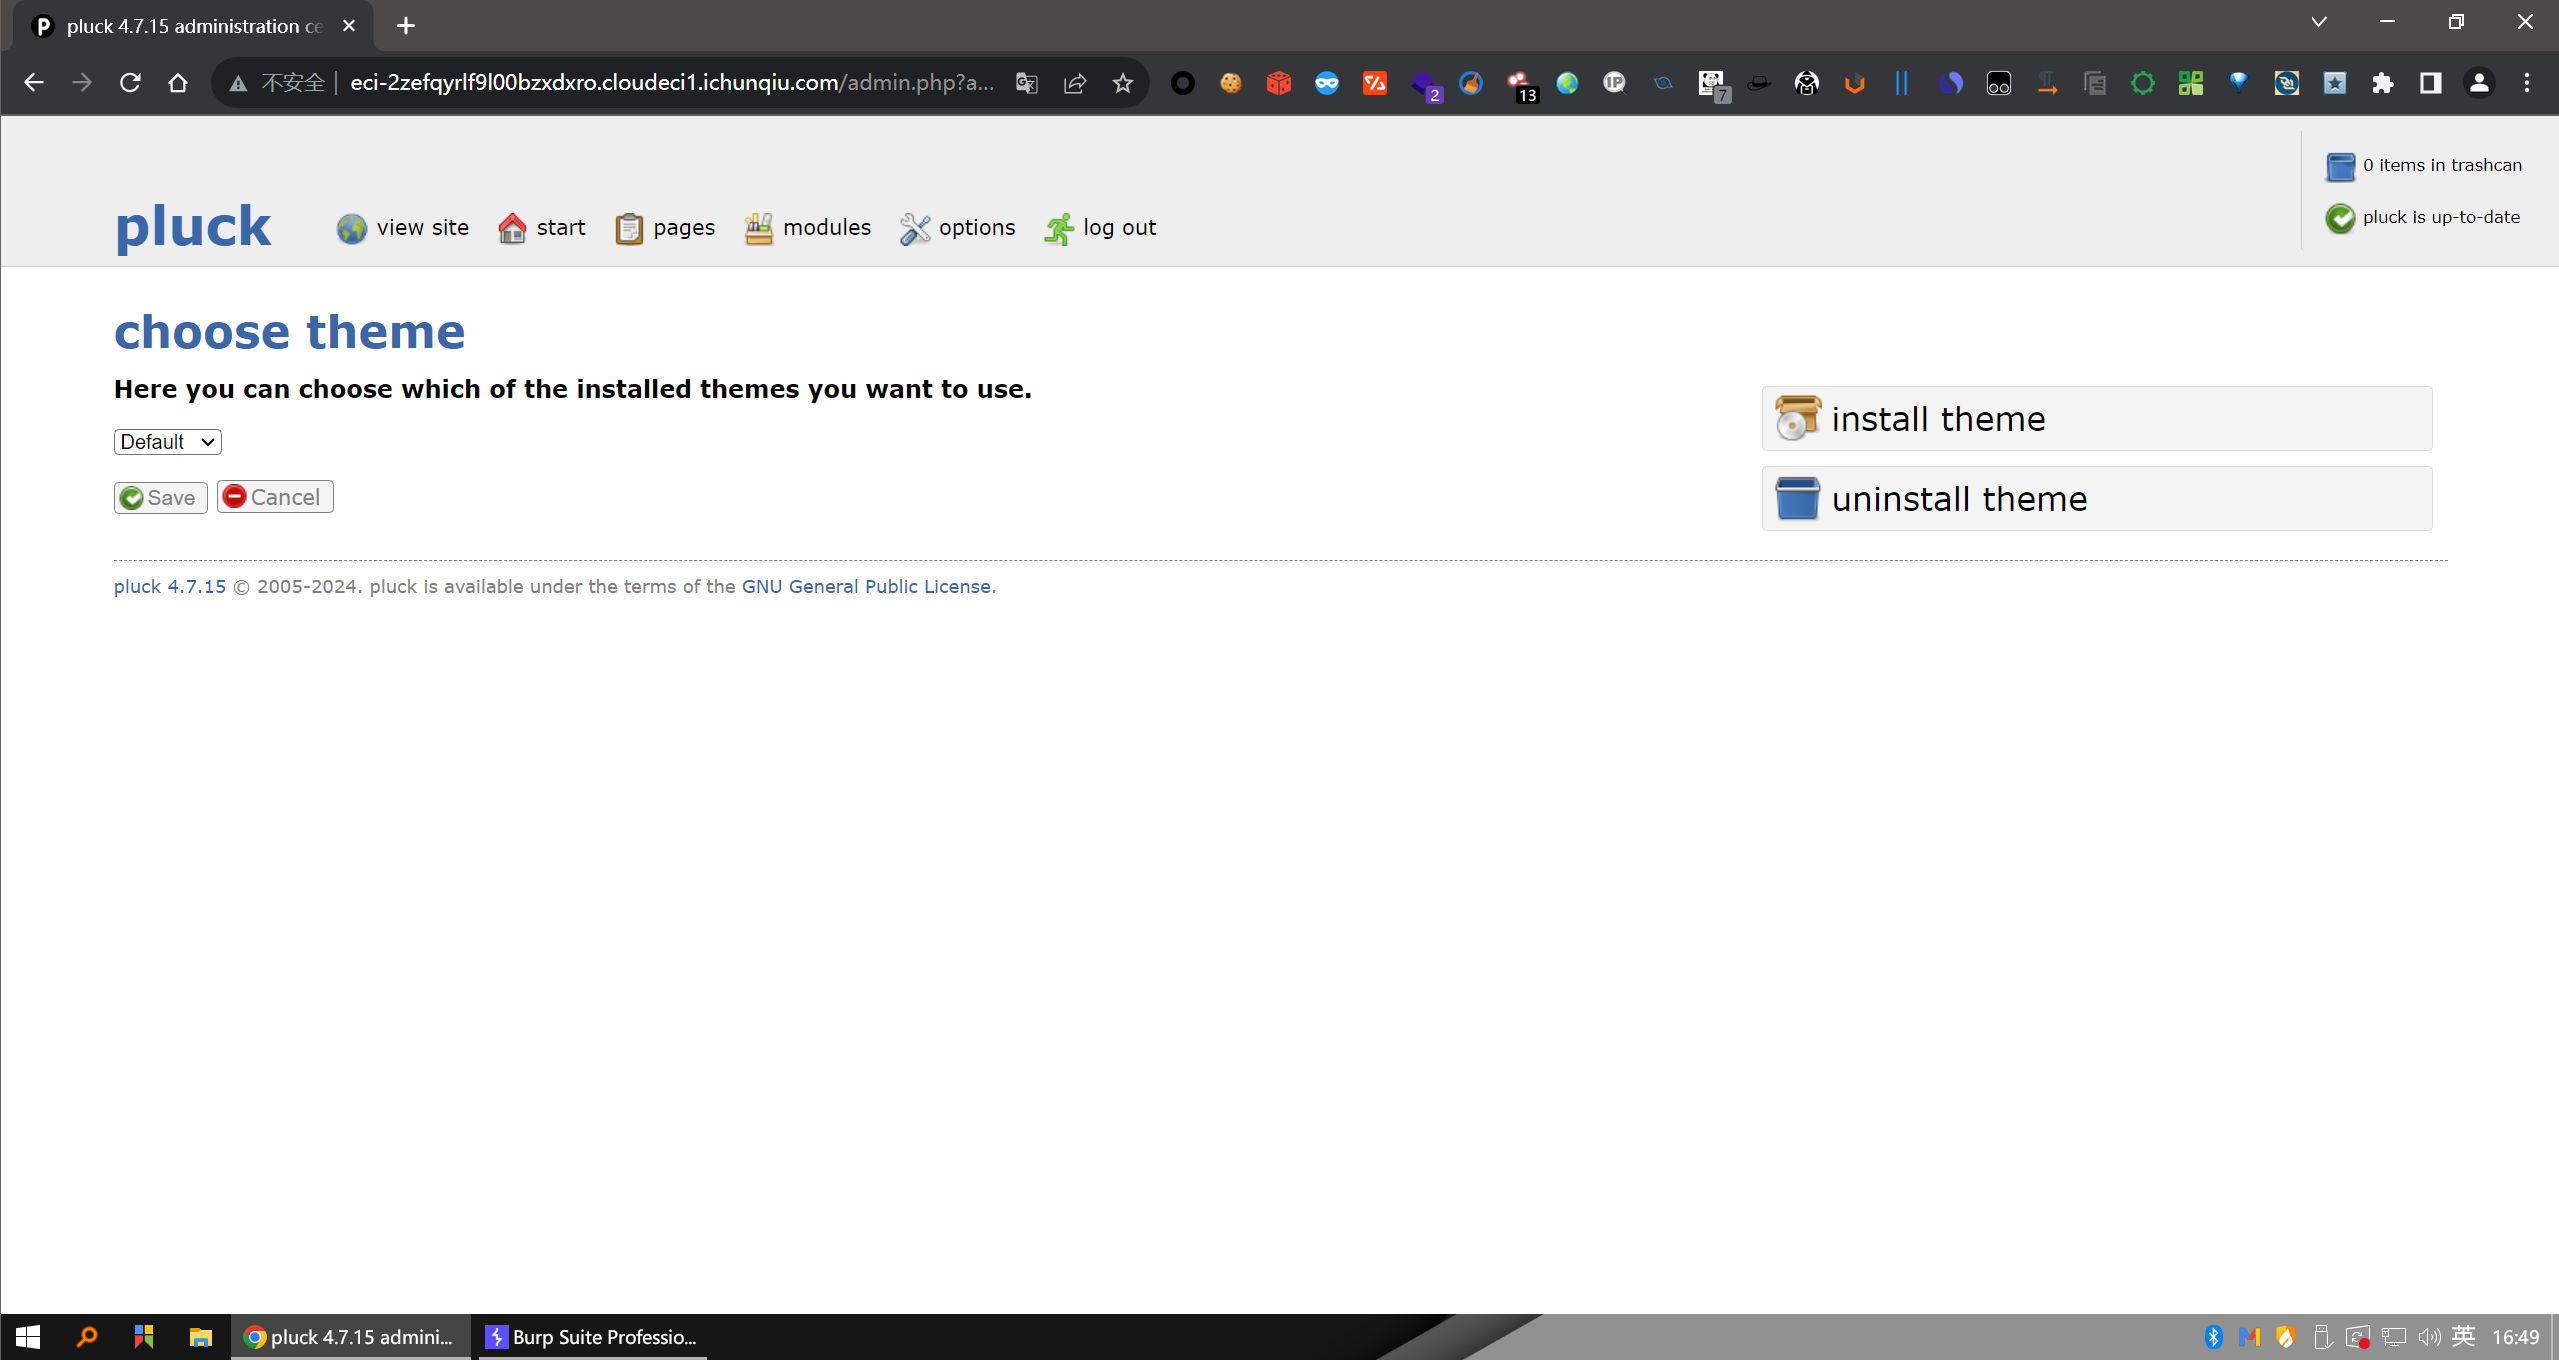 pluck 4.7.15 administration ce
不安全 eci-2zefqyrlf9l00bzxdxro.cloudeci1.ichunqiu.com/admin.php?a...
2
13
IP
7
0 items in trashcan
pluck is up-to-date
pluck view site start pages modules options log out
choose theme
Here you can choose which of the installed themes you want to use.
Default
Save Cancel
install theme
uninstall theme
pluck 4.7.15 © 2005-2024. pluck is available under the terms of the GNU General Public License.
pluck 4.7.15 admini... Burp Suite Professio... 英 16:49